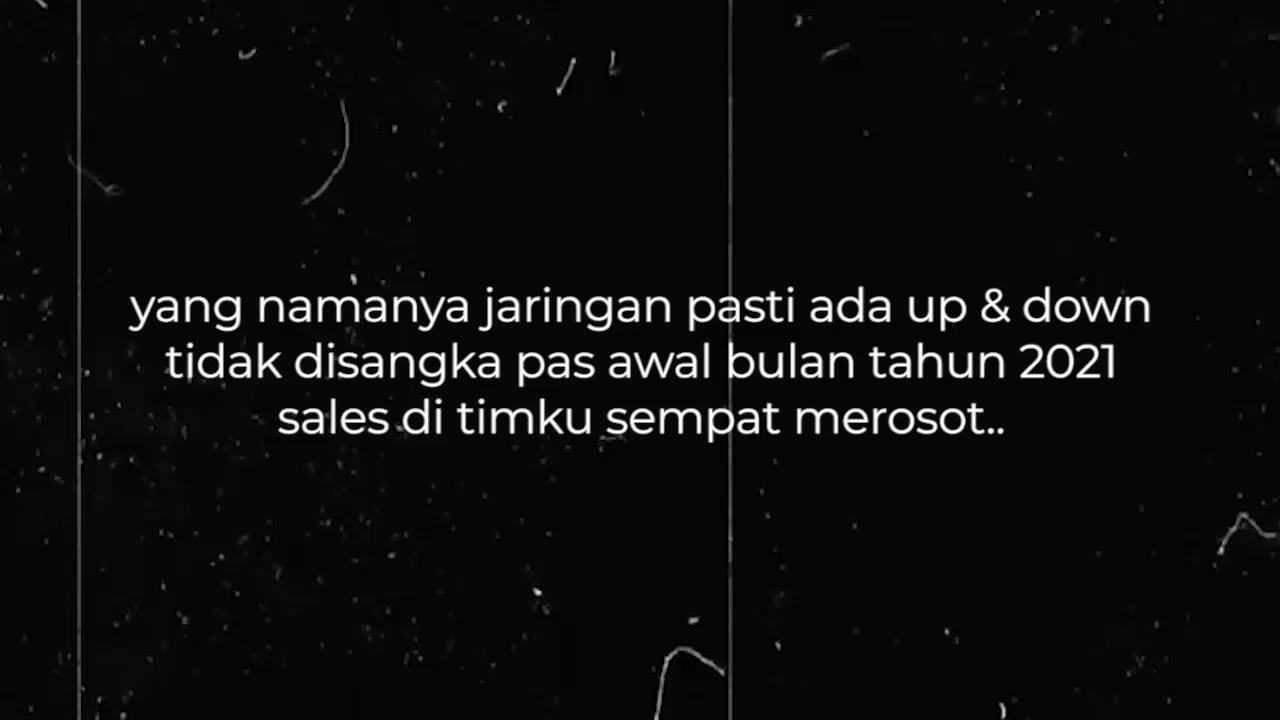 yang namanya jaringan pasti ada up & down
tidak disangka pas awal bulan tahun 2021
sales di timku sempat merosot..